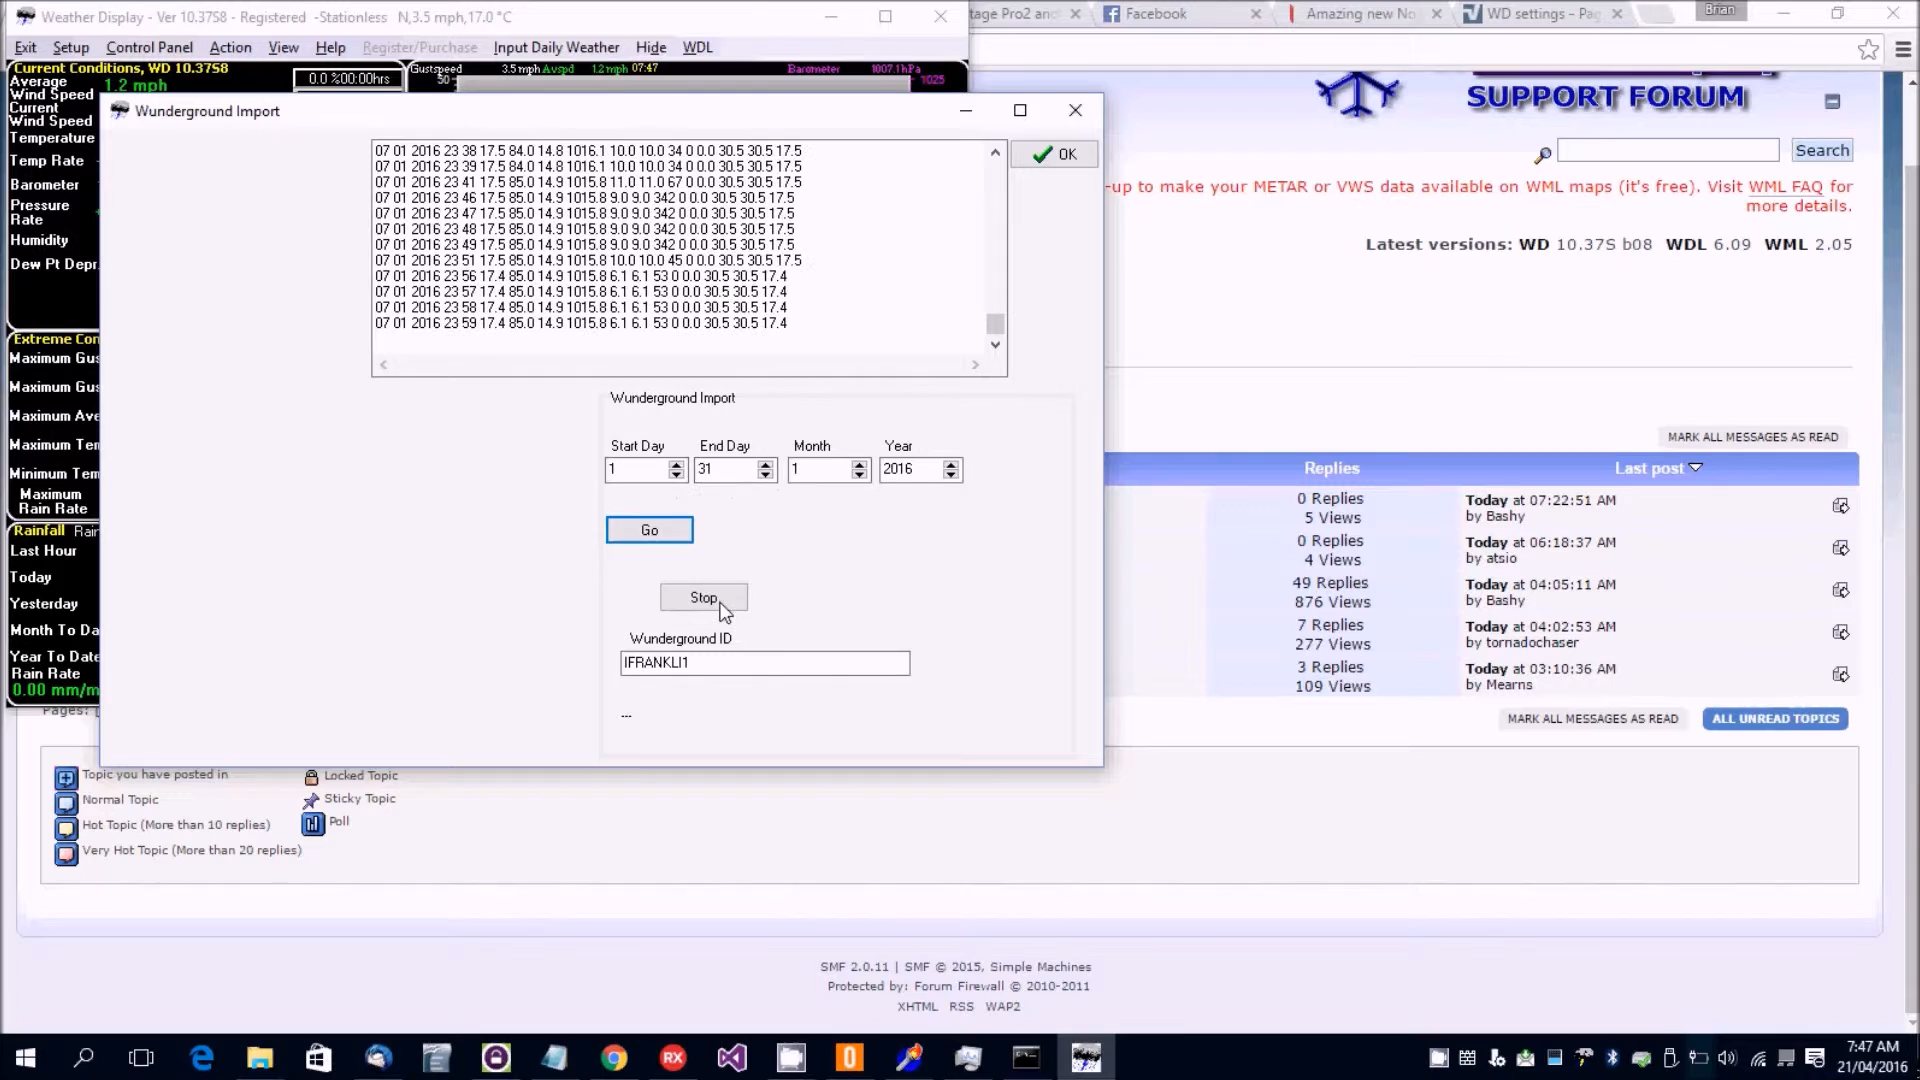 Weather Display - Ver 10.37S8 - Registered -Stationless N,3.5 mph,17.0 °C
tage Pro2 and
Facebook
Amazing new No
WD settings - Pag
Brian
Exit Setup Control Panel Action View Help Register/Purchase Input Daily Weather Hide WDL
Current Conditions, WD 10.37S8
0.0 %00:00hrs
Gustspeed 3.5mph Avspd 1.2mph 07:47 Barometer 1007.1hPa
50
1025
Average
Wind Speed
1.2 mph
Current
Wind Speed
Temperature
Temp Rate
Barometer
Pressure
Rate
Humidity
Dew Pt Depr.
Extreme Con
Maximum Gus
Maximum Gus
Maximum Ave
Maximum Tem
Minimum Tem
Maximum
Rain Rate
Rainfall Rain
Last Hour
Today
Yesterday
Month To Da
Year To Date
Rain Rate
0.00 mm/m
Wunderground Import
07 01 2016 23 38 17.5 84.0 14.8 1016.1 10.0 10.0 34 0 0.0 30.5 30.5 17.5
07 01 2016 23 39 17.5 84.0 14.8 1016.1 10.0 10.0 34 0 0.0 30.5 30.5 17.5
07 01 2016 23 41 17.5 85.0 14.9 1015.8 11.0 11.0 67 0 0.0 30.5 30.5 17.5
07 01 2016 23 46 17.5 85.0 14.9 1015.8 9.0 9.0 342 0 0.0 30.5 30.5 17.5
07 01 2016 23 47 17.5 85.0 14.9 1015.8 9.0 9.0 342 0 0.0 30.5 30.5 17.5
07 01 2016 23 48 17.5 85.0 14.9 1015.8 9.0 9.0 342 0 0.0 30.5 30.5 17.5
07 01 2016 23 49 17.5 85.0 14.9 1015.8 9.0 9.0 342 0 0.0 30.5 30.5 17.5
07 01 2016 23 51 17.5 85.0 14.9 1015.8 10.0 10.0 45 0 0.0 30.5 30.5 17.5
07 01 2016 23 56 17.4 85.0 14.9 1015.8 6.1 6.1 53 0 0.0 30.5 30.5 17.4
07 01 2016 23 57 17.4 85.0 14.9 1015.8 6.1 6.1 53 0 0.0 30.5 30.5 17.4
07 01 2016 23 58 17.4 85.0 14.9 1015.8 6.1 6.1 53 0 0.0 30.5 30.5 17.4
07 01 2016 23 59 17.4 85.0 14.9 1015.8 6.1 6.1 53 0 0.0 30.5 30.5 17.4
OK
Wunderground Import
Start Day End Day Month Year
1 31 1 2016
Go
Stop
Wunderground ID
IFRANKLI1
...
SUPPORT FORUM
Search
-up to make your METAR or VWS data available on WML maps (it's free). Visit WML FAQ for
more details.
Latest versions: WD 10.37S b08 WDL 6.09 WML 2.05
MARK ALL MESSAGES AS READ
Replies Last post
0 Replies
5 Views
Today at 07:22:51 AM
by Bashy
0 Replies
4 Views
Today at 06:18:37 AM
by atsio
49 Replies
876 Views
Today at 04:05:11 AM
by Bashy
7 Replies
277 Views
Today at 04:02:53 AM
by tornadochaser
3 Replies
109 Views
Today at 03:10:36 AM
by Mearns
Pages: [
MARK ALL MESSAGES AS READ
ALL UNREAD TOPICS
Topic you have posted in
Normal Topic
Hot Topic (More than 10 replies)
Very Hot Topic (More than 20 replies)
Locked Topic
Sticky Topic
Poll
SMF 2.0.11 | SMF © 2015, Simple Machines
Protected by: Forum Firewall © 2010-2011
XHTML RSS WAP2
RX
7:47 AM
21/04/2016